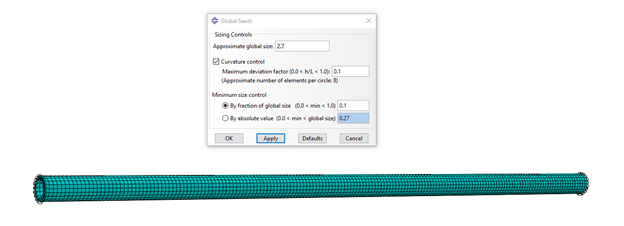 Global Seeds
Sizing Controls
Approximate global size: 2,7
Curvature control
Maximum deviation factor (0.0 < h/L < 1.0): 0.1
(Approximate number of elements per circle: 8)
Minimum size control
By fraction of global size (0.0 < min < 1.0) 0.1
By absolute value (0.0 < min < global size) 0.27
OK Apply Defaults Cancel